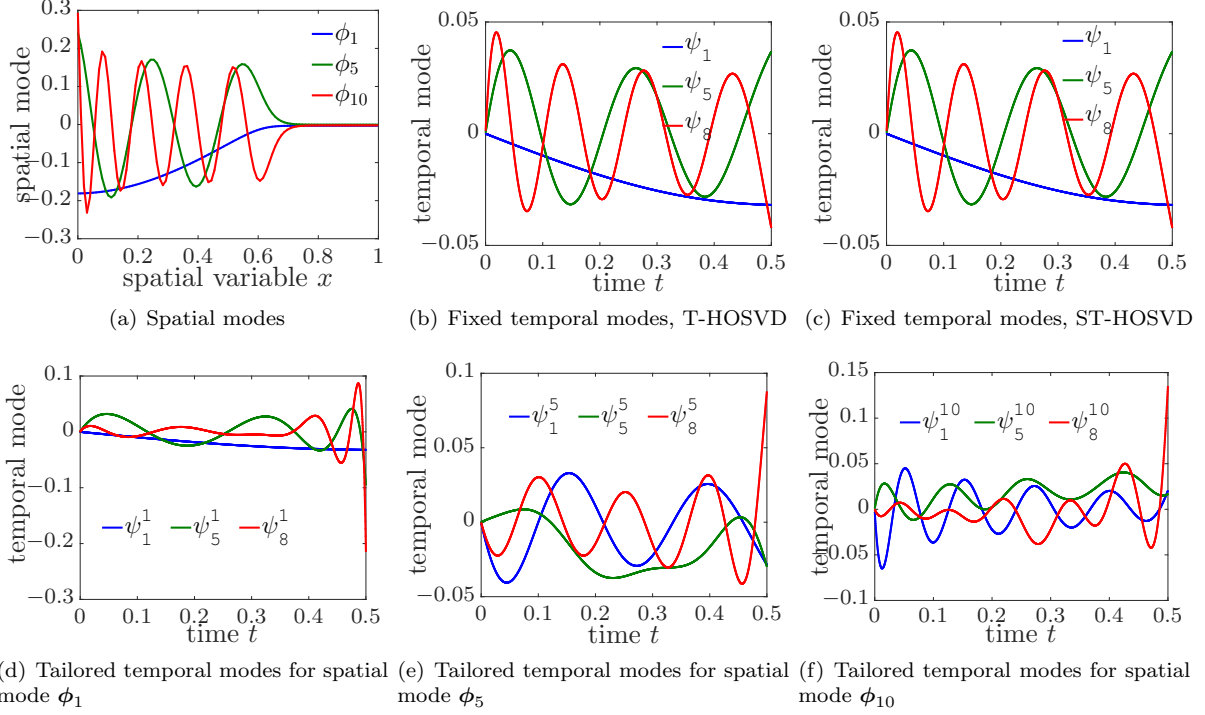 0.3
0.2
0.1
0
−0.1
−0.2
−0.3
spatial mode
ϕ1
ϕ5
ϕ10
0 0.2 0.4 0.6 0.8 1
spatial variable x
(a) Spatial modes
0.05
0
−0.05
temporal mode
ψ1
ψ5
ψ8
0 0.1 0.2 0.3 0.4 0.5
time t
(b) Fixed temporal modes, T-HOSVD
0.05
0
−0.05
temporal mode
ψ1
ψ5
ψ8
0 0.1 0.2 0.3 0.4 0.5
time t
(c) Fixed temporal modes, ST-HOSVD
0.1
0
−0.1
−0.2
−0.3
temporal mode
ψ₁¹ ψ₅¹ ψ₈¹
0 0.1 0.2 0.3 0.4 0.5
time t
(d) Tailored temporal modes for spatial
mode ϕ1
0.1
0.05
0
−0.05
temporal mode
ψ₁⁵ ψ₅⁵ ψ₈⁵
0 0.1 0.2 0.3 0.4 0.5
time t
(e) Tailored temporal modes for spatial
mode ϕ5
0.15
0.10
0.05
0
−0.05
−0.1
temporal mode
ψ₁¹⁰ ψ₅¹⁰ ψ₈¹⁰
0 0.1 0.2 0.3 0.4 0.5
time t
(f) Tailored temporal modes for spatial
mode ϕ10